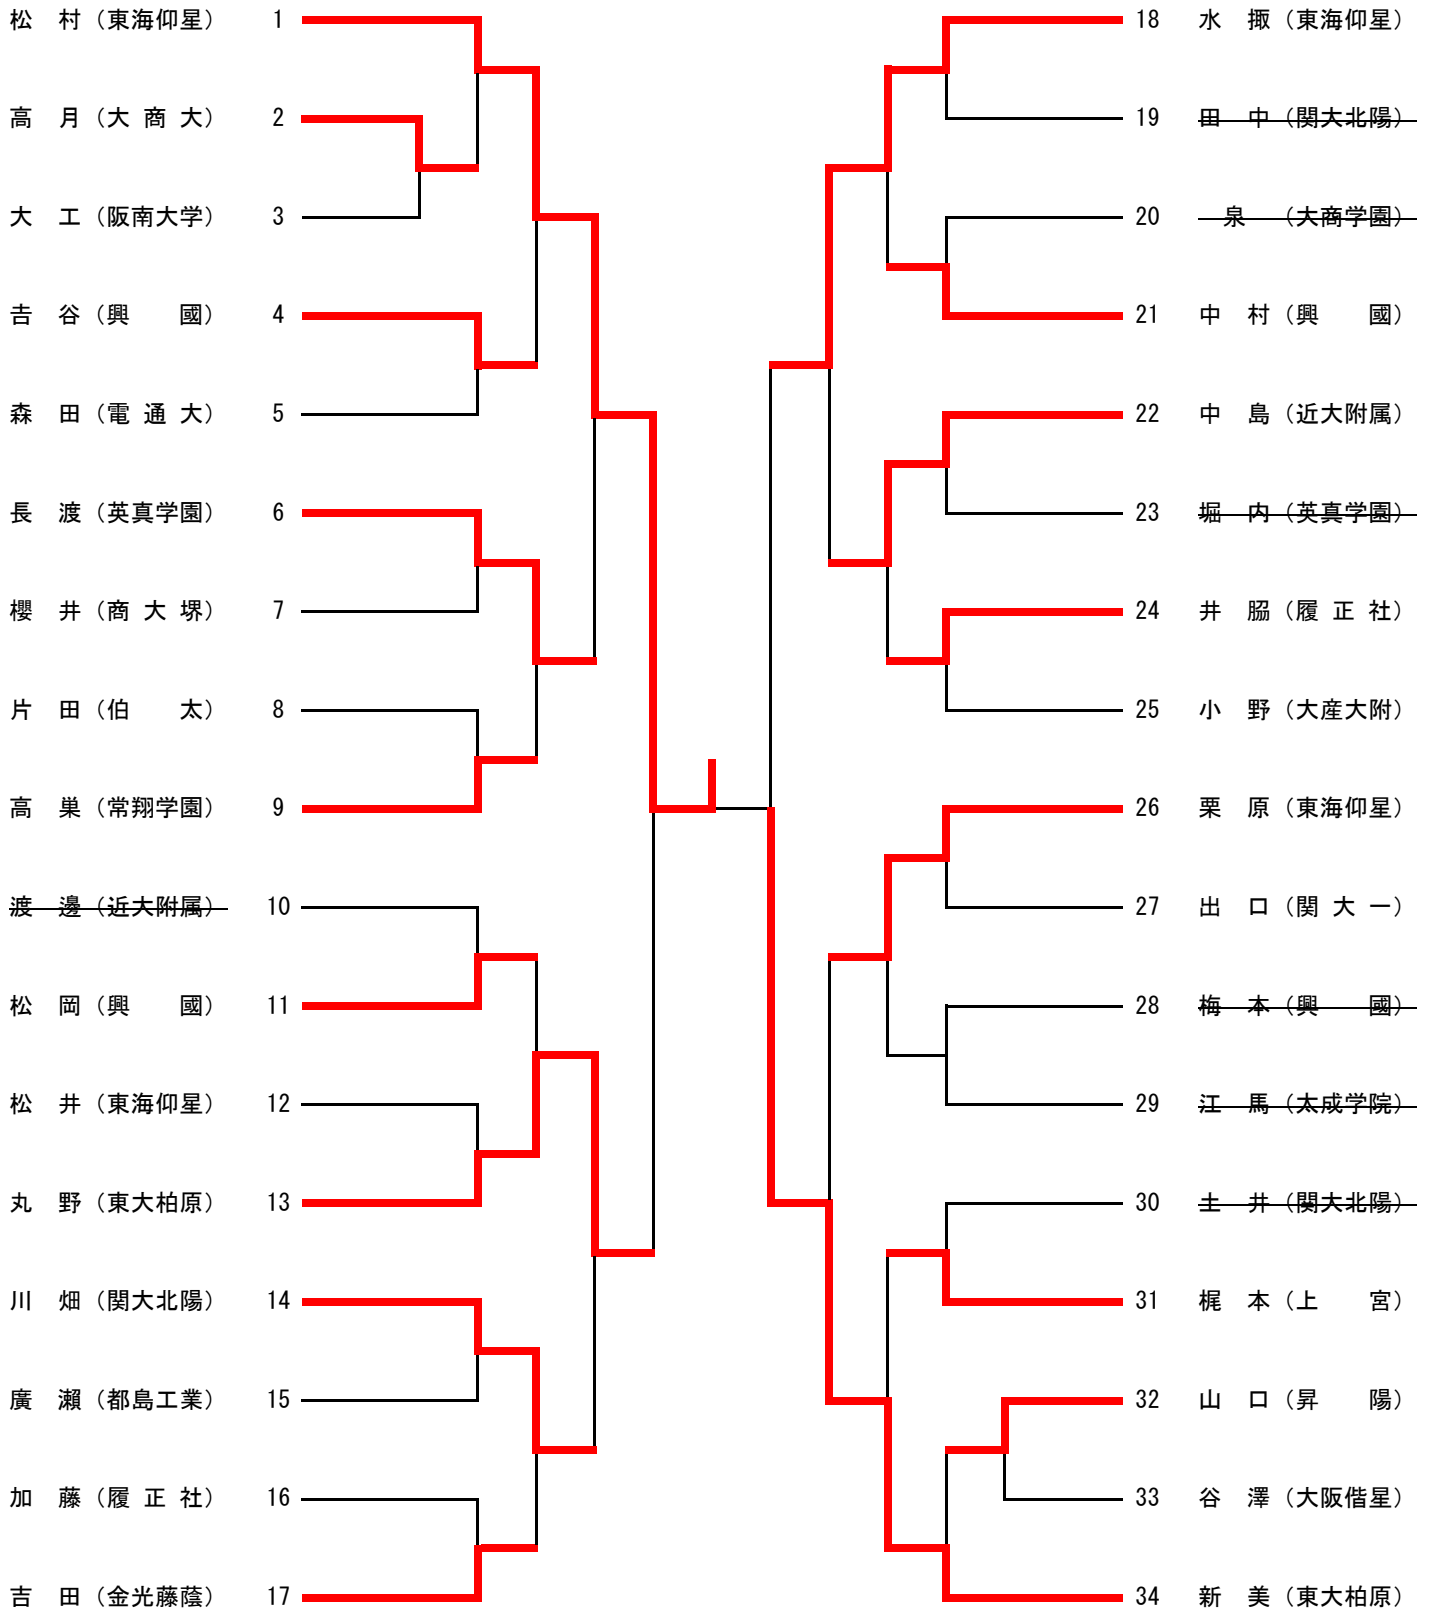 松 村（東海仰星） 1
高 月（大 商 大） 2
大 工（阪南大学） 3
𠮷 谷（興 國） 4
森 田（電 通 大） 5
長 渡（英真学園） 6
櫻 井（商 大 堺） 7
片 田（伯 太） 8
高 巣（常翔学園） 9
渡 邊（近大附属） 10
松 岡（興 國） 11
松 井（東海仰星） 12
丸 野（東大柏原） 13
川 畑（関大北陽） 14
廣 瀬（都島工業） 15
加 藤（履 正 社） 16
吉 田（金光藤蔭） 17
18 水 掫（東海仰星）
19 田 中（関大北陽）
20 泉 （大商学園）
21 中 村（興 國）
22 中 島（近大附属）
23 堀 内（英真学園）
24 井 脇（履 正 社）
25 小 野（大産大附）
26 栗 原（東海仰星）
27 出 口（関 大 一）
28 梅 本（興 國）
29 江 馬（太成学院）
30 土 井（関大北陽）
31 梶 本（上 宮）
32 山 口（昇 陽）
33 谷 澤（大阪偕星）
34 新 美（東大柏原）